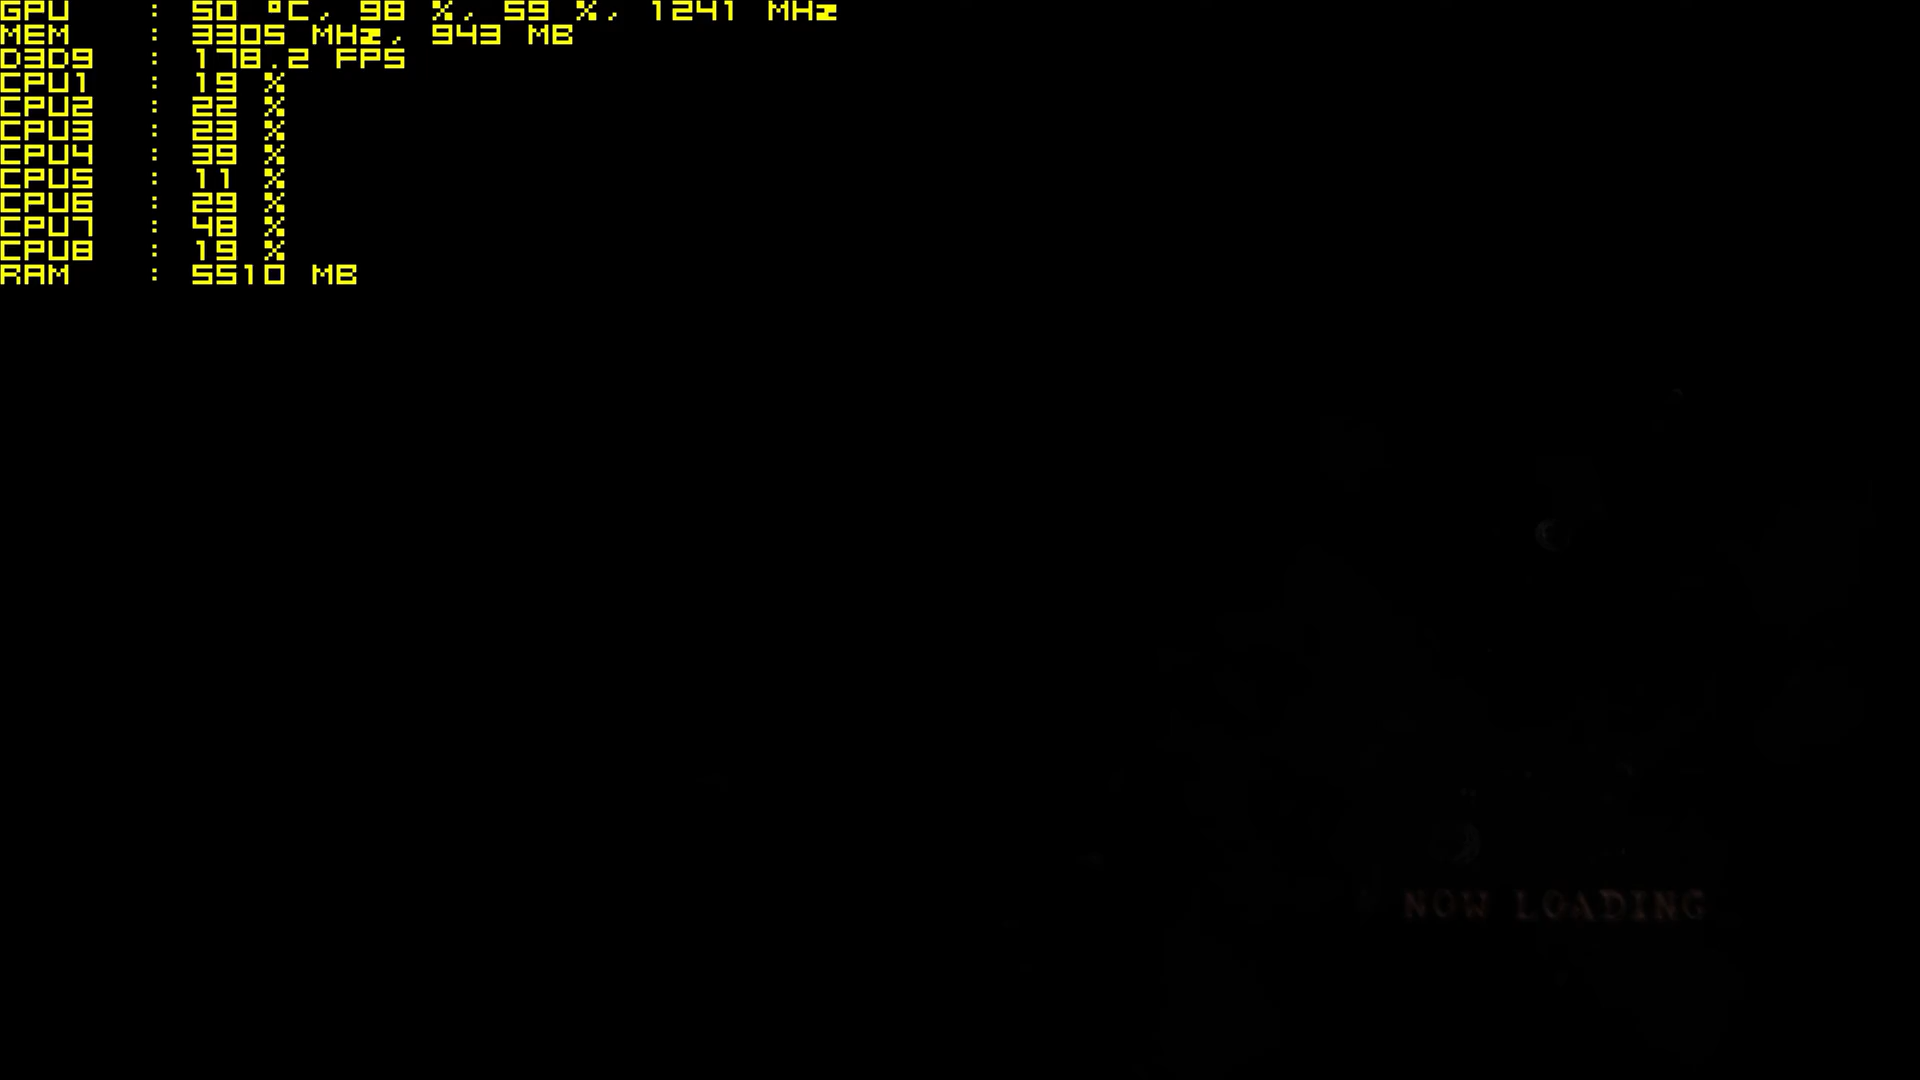 GPU : 50 °C, 98 %, 59 %, 1241 MHz
MEM : 3305 MHz, 943 MB
D3D9 : 178.2 FPS
CPU1 : 19 %
CPU2 : 22 %
CPU3 : 23 %
CPU4 : 39 %
CPU5 : 11 %
CPU6 : 29 %
CPU7 : 48 %
CPU8 : 19 %
RAM : 5510 MB
NOW LOADING